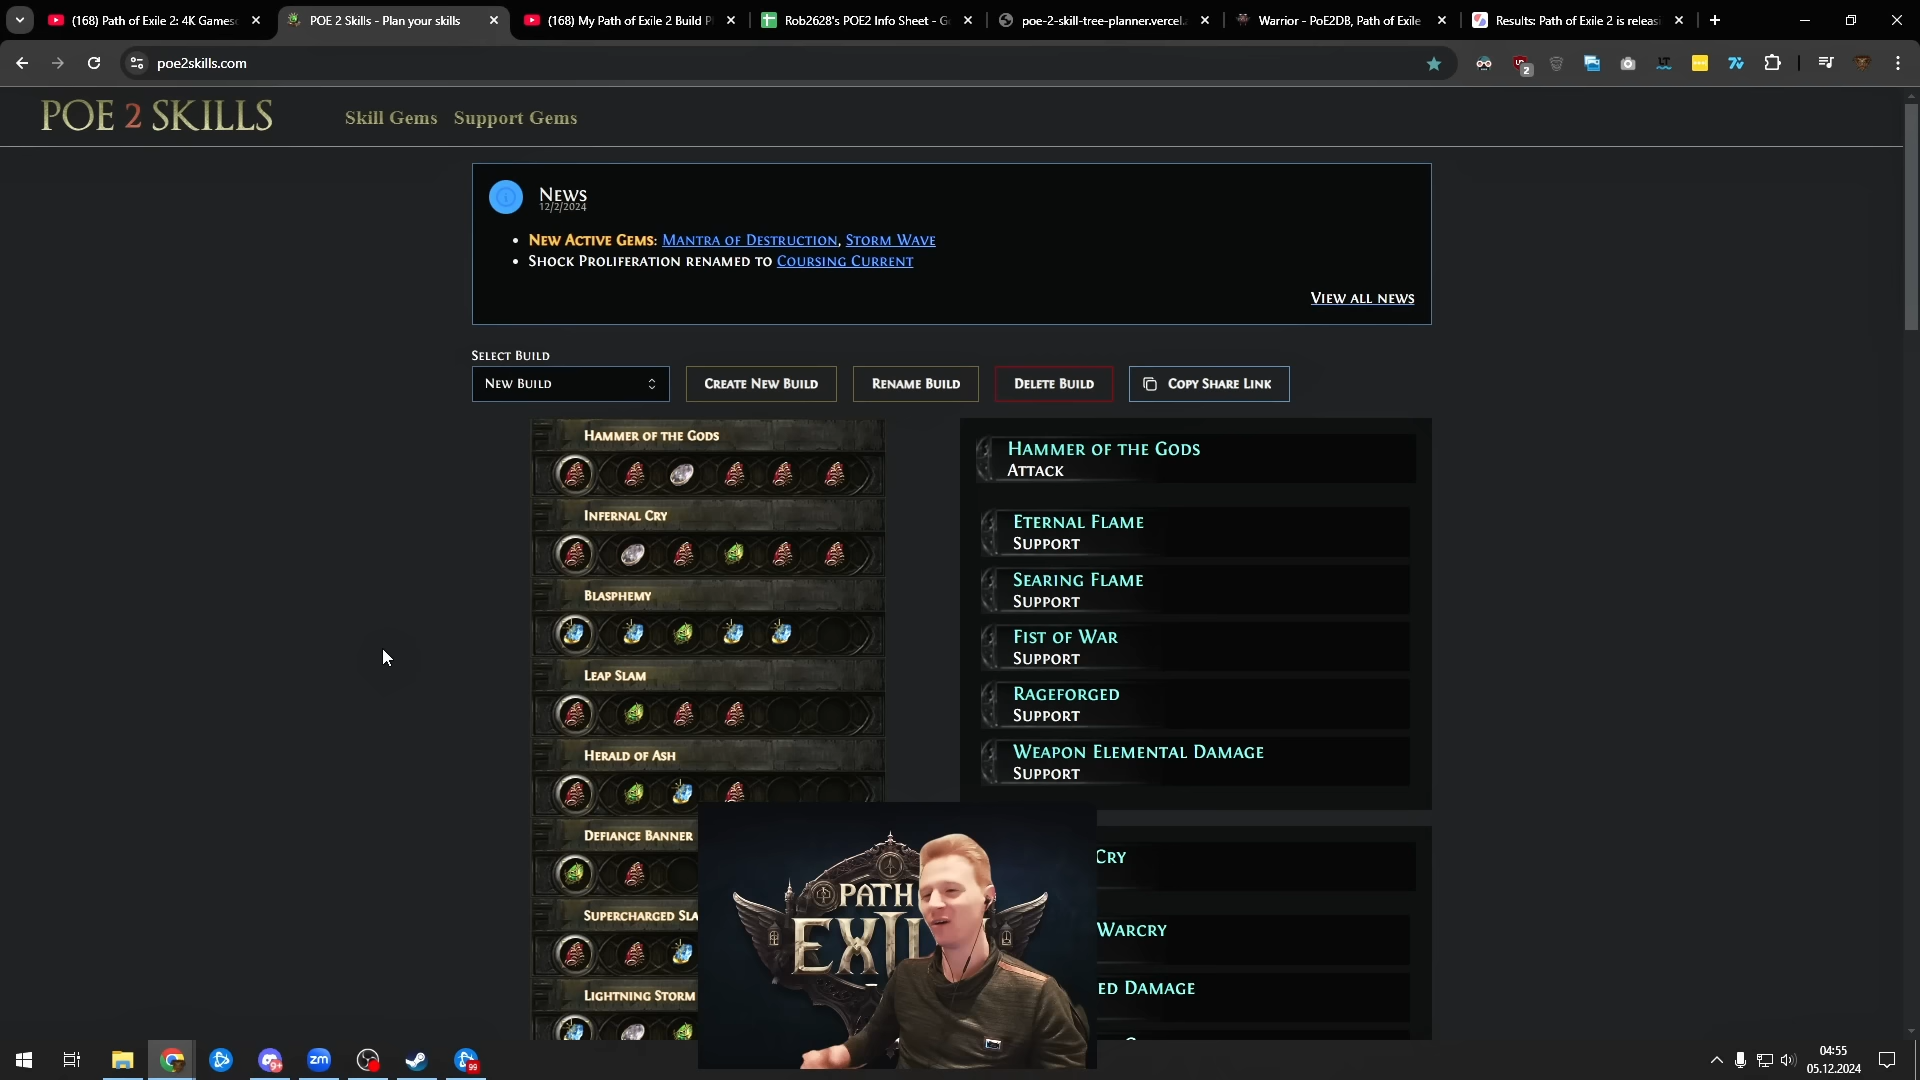 (168) Path of Exile 2: 4K Games
POE 2 Skills - Plan your skills
(168) My Path of Exile 2 Build P
Rob2628's POE2 Info Sheet - G
poe-2-skill-tree-planner.vercel.
Warrior - PoE2DB, Path of Exile
Results: Path of Exile 2 is releas
poe2skills.com
2
POE 2 SKILLS
Skill Gems
Support Gems
News
12/2/2024
New Active Gems: Mantra of Destruction, Storm Wave
Shock Proliferation renamed to Coursing Current
View all news
Select Build
New Build
Create New Build
Rename Build
Delete Build
Copy Share Link
Hammer of the Gods
Infernal Cry
Blasphemy
Leap Slam
Herald of Ash
Defiance Banner
Supercharged Sla
Lightning Storm
Hammer of the Gods
Attack
Eternal Flame
Support
Searing Flame
Support
Fist of War
Support
Rageforged
Support
Weapon Elemental Damage
Support
Cry
Warcry
ed Damage
PATH
EXIL
9+
zm
99
04:55
05.12.2024